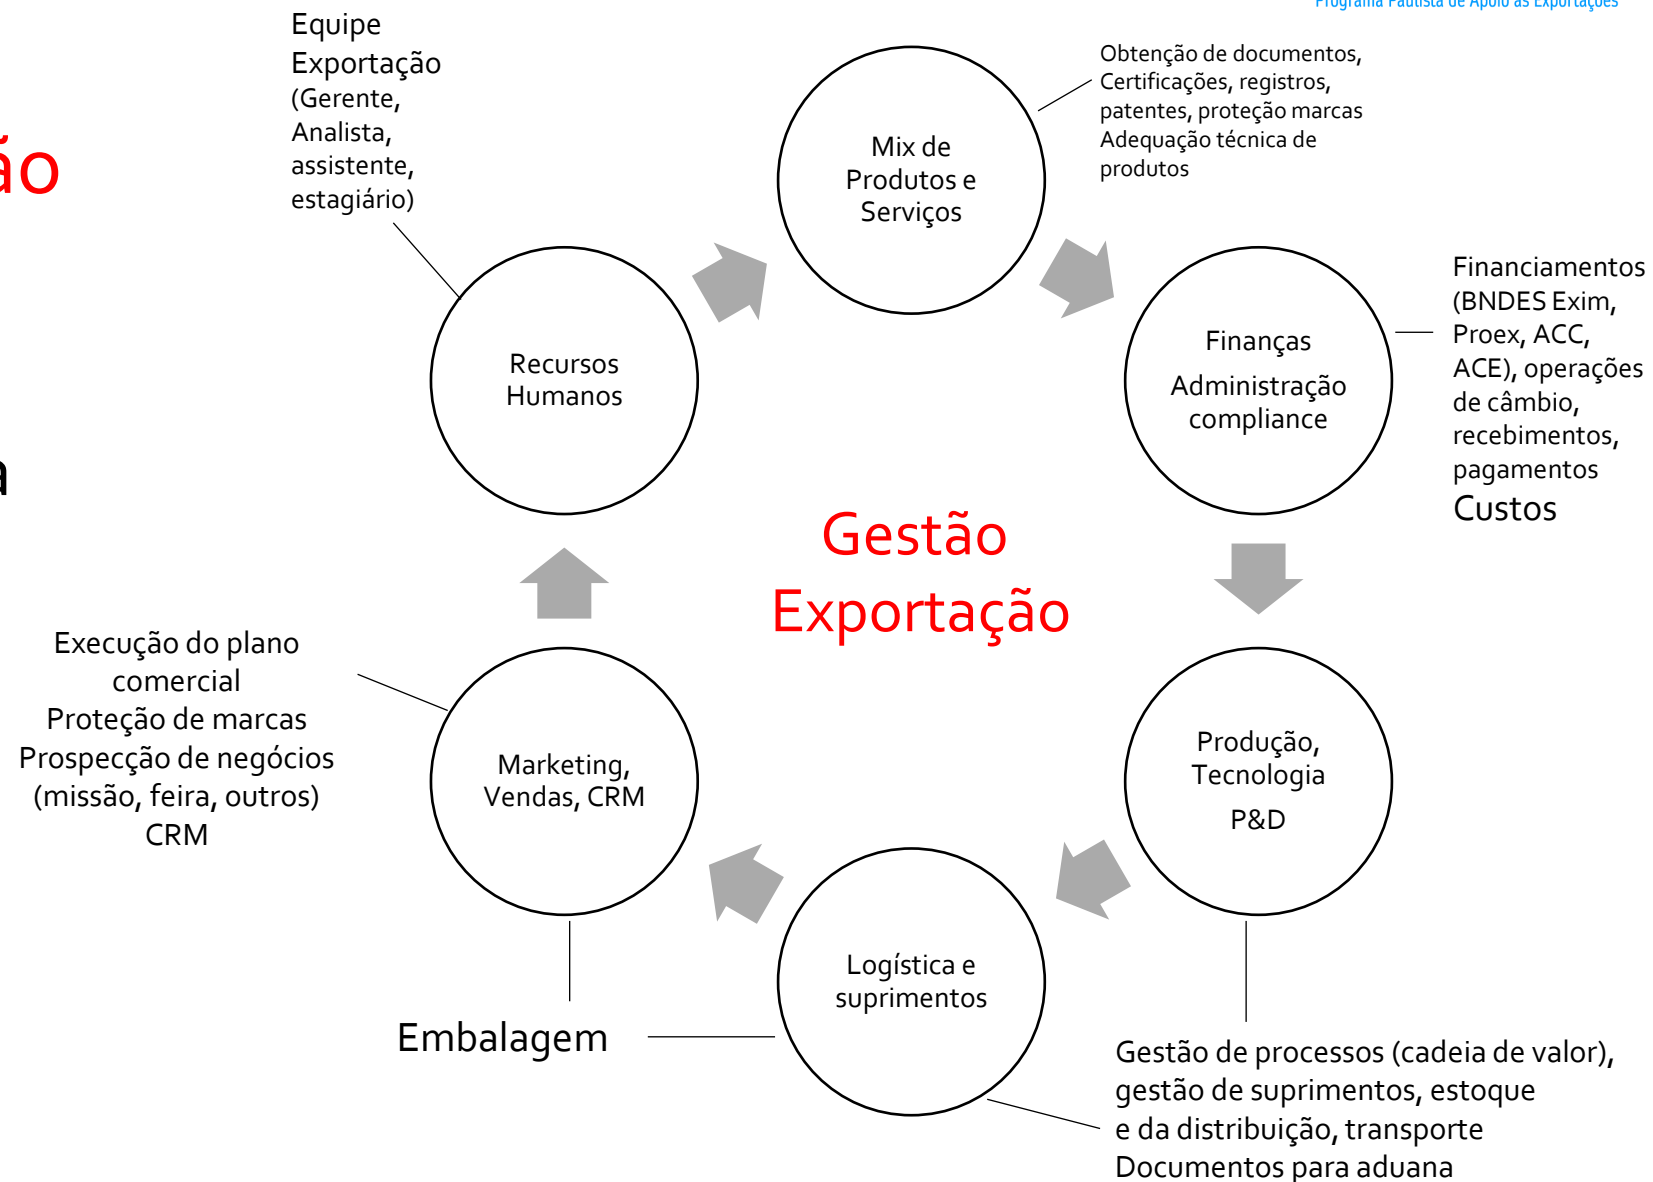 Programa Paulista de Apoio às Exportações
Equipe
Exportação
(Gerente,
Analista,
assistente,
estagiário)
Obtenção de documentos,
Certificações, registros,
patentes, proteção marcas
Adequação técnica de
produtos
ão
Mix de
Produtos e
Serviços
Financiamentos
(BNDES Exim,
Proex, ACC,
ACE), operações
de câmbio,
recebimentos,
pagamentos
Custos
Finanças
Administração
compliance
Recursos
Humanos
a
Gestão
Exportação
Execução do plano
comercial
Proteção de marcas
Prospecção de negócios
(missão, feira, outros)
CRM
Marketing,
Vendas, CRM
Produção,
Tecnologia
P&D
Logística e
suprimentos
Embalagem
Gestão de processos (cadeia de valor),
gestão de suprimentos, estoque
e da distribuição, transporte
Documentos para aduana